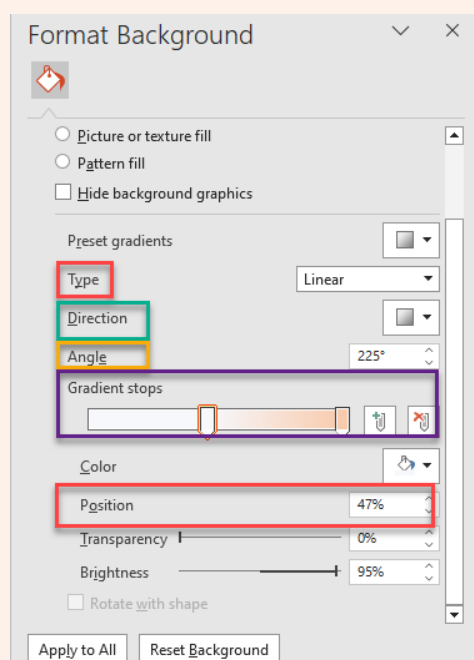 Format Background
Picture or texture fill
Pattern fill
Hide background graphics
Preset gradients
Type Linear
Direction
Angle 225°
Gradient stops
Color
Position 47%
Transparency 0%
Brightness 95%
Rotate with shape
Apply to All Reset Background